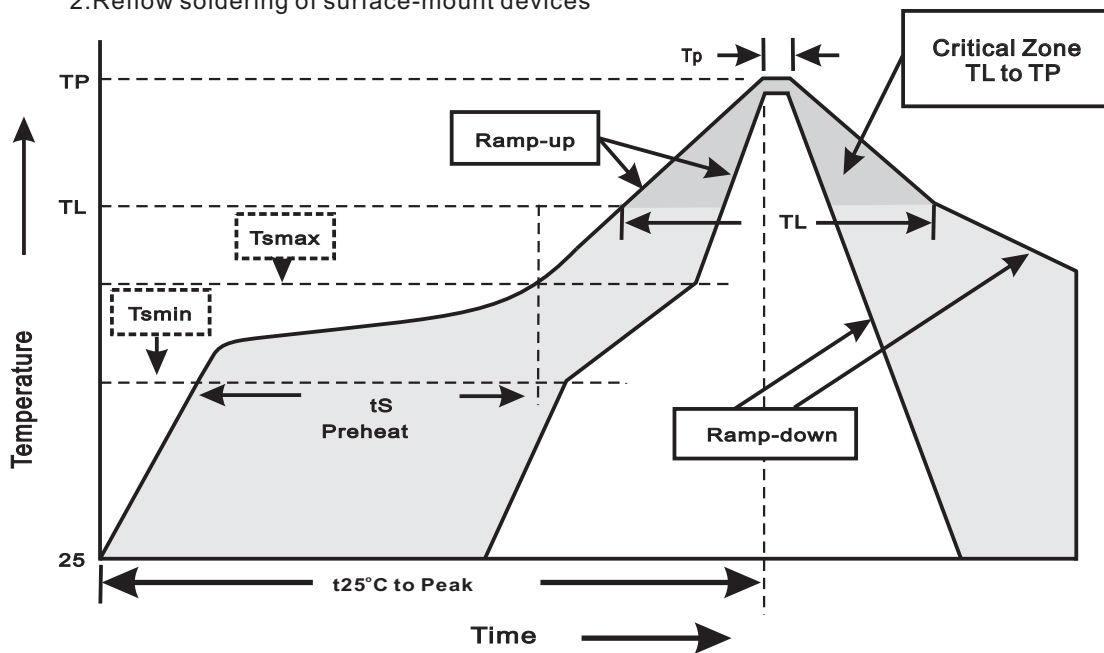 2.Reflow soldering of surface-mount devices
Tp
Critical Zone
TL to TP
TP
Ramp-up
TL
TL
Tsmax
Tsmin
Temperature
tS
Preheat
Ramp-down
25
t25°C to Peak
Time